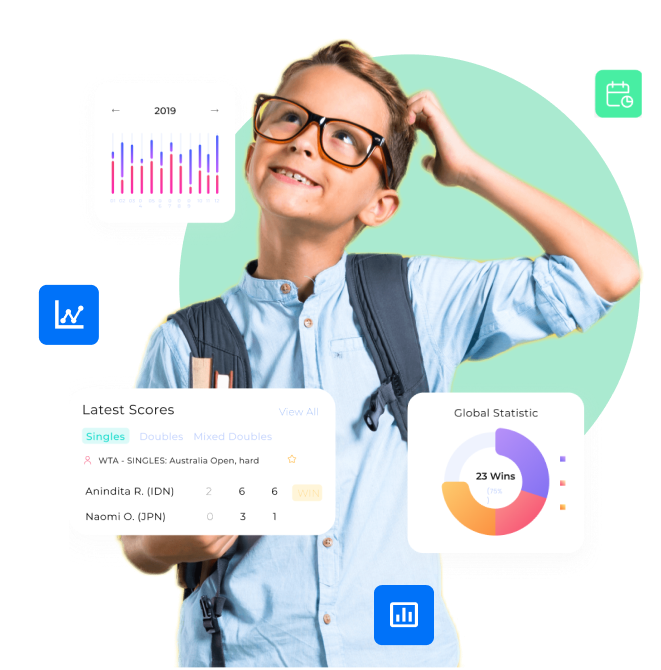 ← 2019 →
Latest Scores
View All
Singles Doubles Mixed Doubles
WTA - SINGLES: Australia Open, hard
Anindita R. (IDN) 2 6 6 WIN
Naomi O. (JPN) 0 3 1
Global Statistic
23 Wins